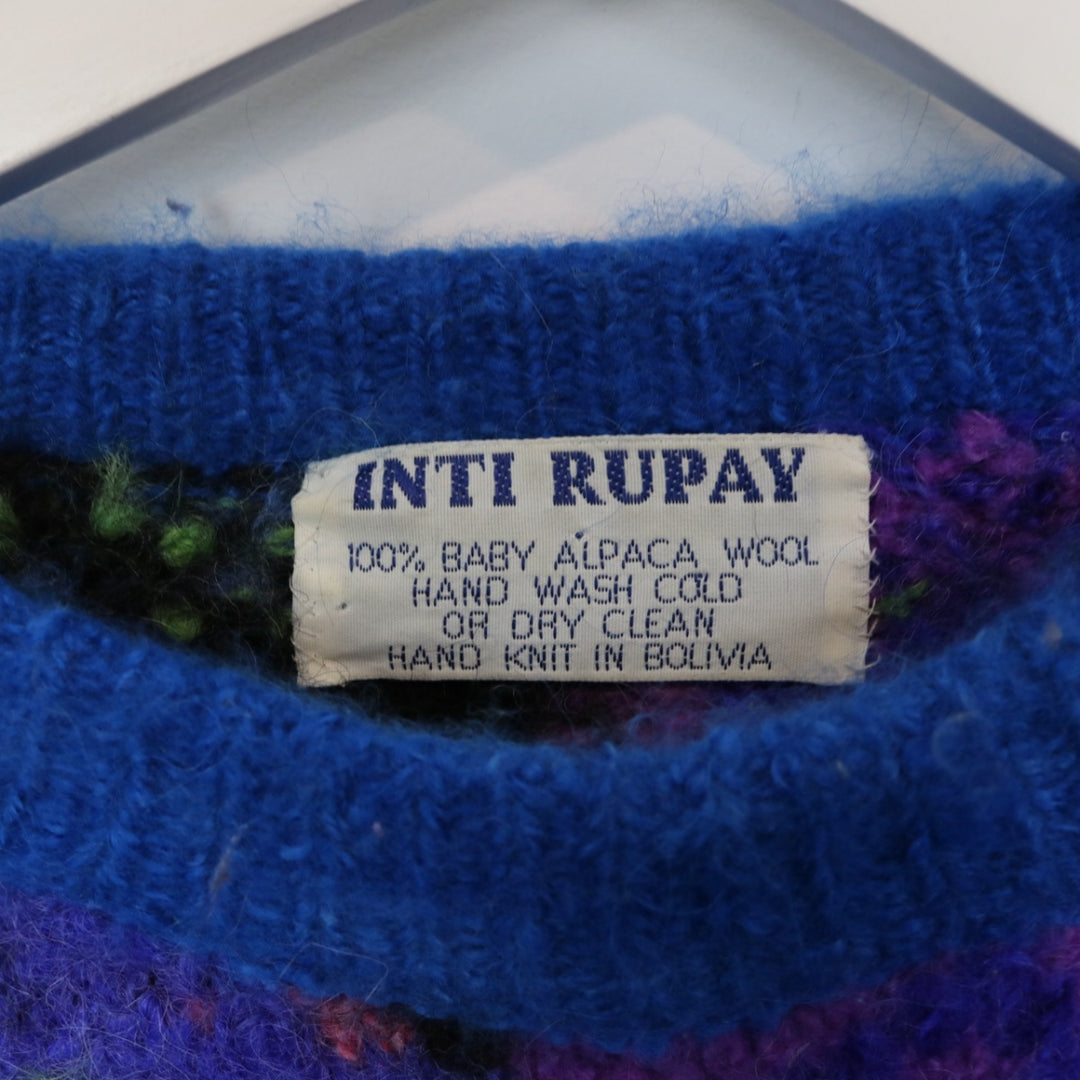 INTI RUPAY
100% BABY ALPACA WOOL
HAND WASH COLD
OR DRY CLEAN
HAND KNIT IN BOLIVIA